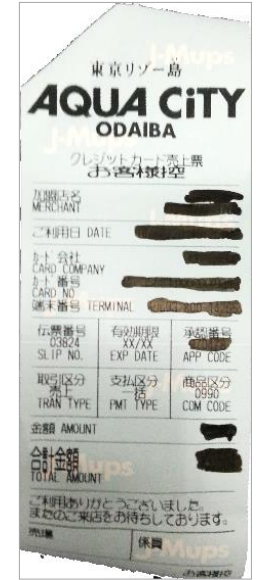 東京リゾー島
AQUA CiTY
ODAIBA
クレジットカード売上票
お客様控
加盟店名
MERCHANT
ご利用日 DATE
カード 会社
CARD COMPANY
カード 番号
CARD NO
端末番号 TERMINAL
伝票番号 有効期限 承認番号
03824 XX/XX
SLIP NO. EXP DATE APP CODE
取引区分 支払区分 商品区分
売上 一括 0990
TRAN TYPE PMT TYPE COM CODE
金額 AMOUNT
合計金額
TOTAL AMOUNT
ご利用ありがとうございました。
またのご来店をお待ちしております。
売場 係員
お客様控
J-Mups